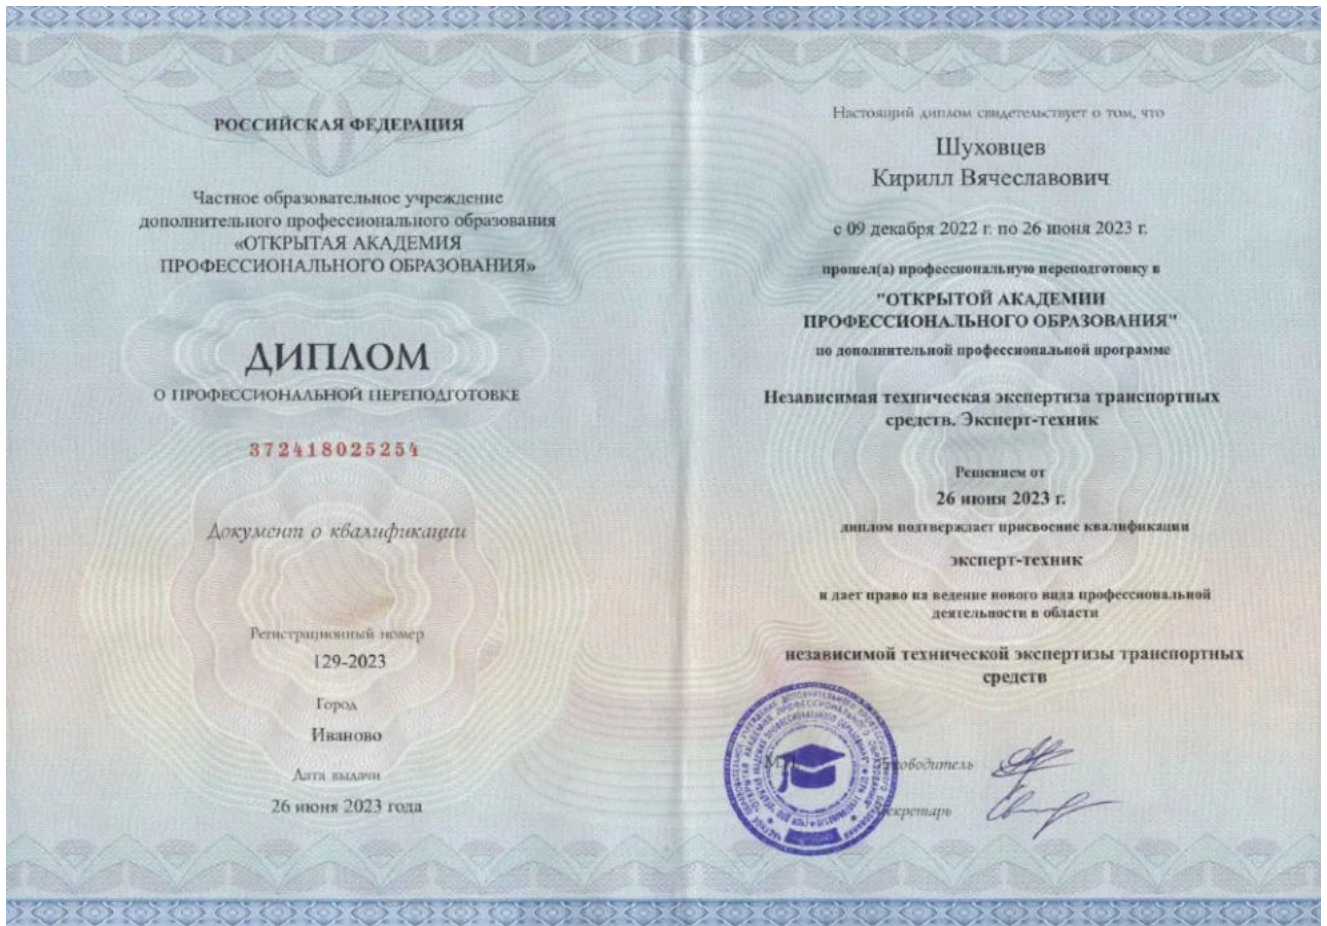 РОССИЙСКАЯ ФЕДЕРАЦИЯ
Частное образовательное учреждение
дополнительного профессионального образования
«ОТКРЫТАЯ АКАДЕМИЯ
ПРОФЕССИОНАЛЬНОГО ОБРАЗОВАНИЯ»
ДИПЛОМ
О ПРОФЕССИОНАЛЬНОЙ ПЕРЕПОДГОТОВКЕ
372418025254
Документ о квалификации
Регистрационный номер
129-2023
Город
Иваново
Дата выдачи
26 июня 2023 года
Настоящий диплом свидетельствует о том, что
Шуховцев
Кирилл Вячеславович
с 09 декабря 2022 г. по 26 июня 2023 г.
прошел(а) профессиональную переподготовку в
"ОТКРЫТОЙ АКАДЕМИИ
ПРОФЕССИОНАЛЬНОГО ОБРАЗОВАНИЯ"
по дополнительной профессиональной программе
Независимая техническая экспертиза транспортных
средств. Эксперт-техник
Решением от
26 июня 2023 г.
диплом подтверждает присвоение квалификации
эксперт-техник
и дает право на ведение нового вида профессиональной
деятельности в области
независимой технической экспертизы транспортных
средств
М.П.
Руководитель
Секретарь